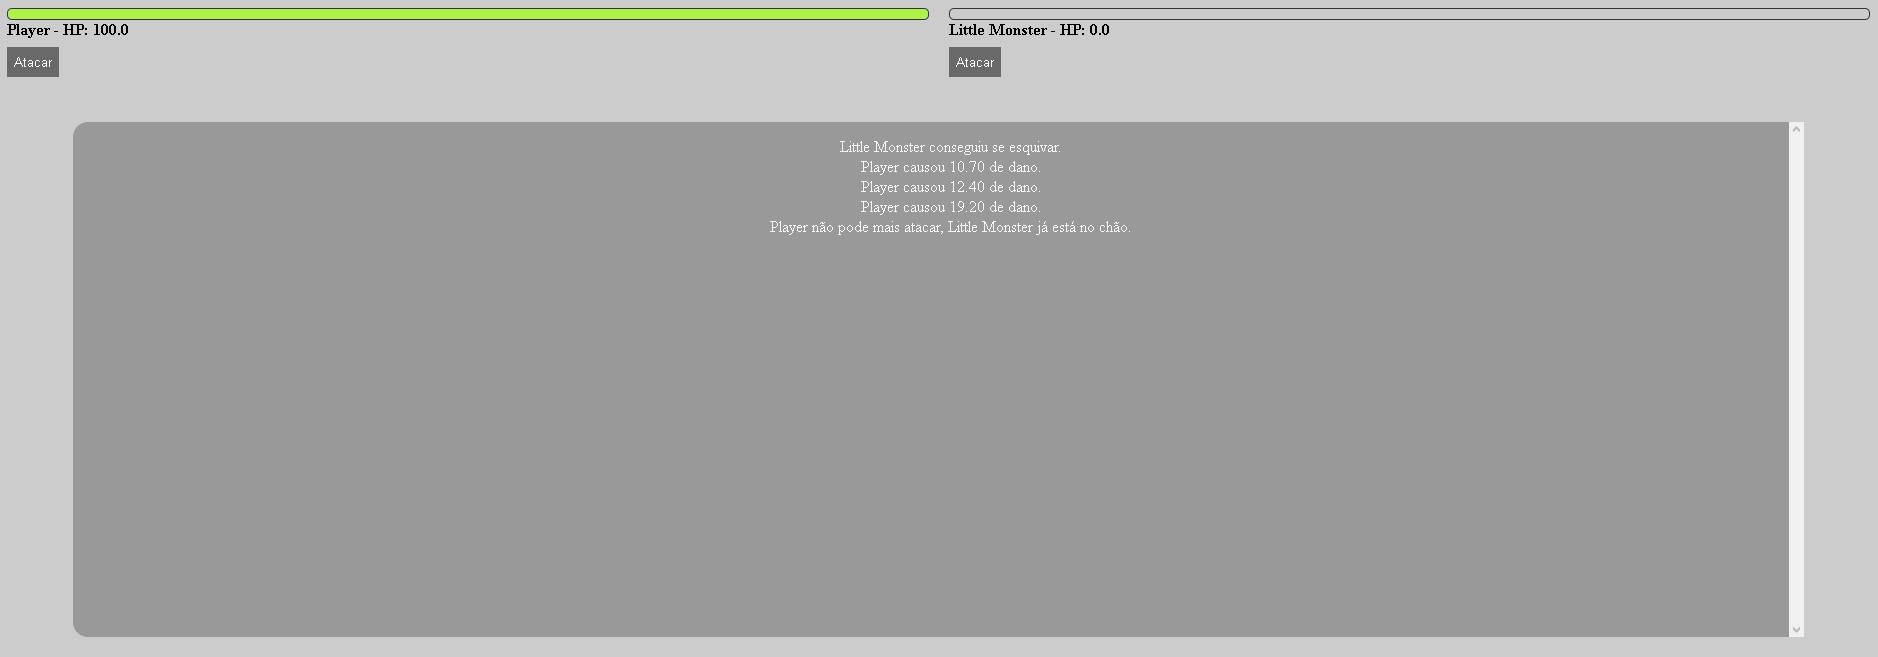 Player - HP: 100.0
Atacar
Little Monster - HP: 0.0
Atacar
Little Monster conseguiu se esquivar.
Player causou 10.70 de dano.
Player causou 12.40 de dano.
Player causou 19.20 de dano.
Player não pode mais atacar, Little Monster já está no chão.